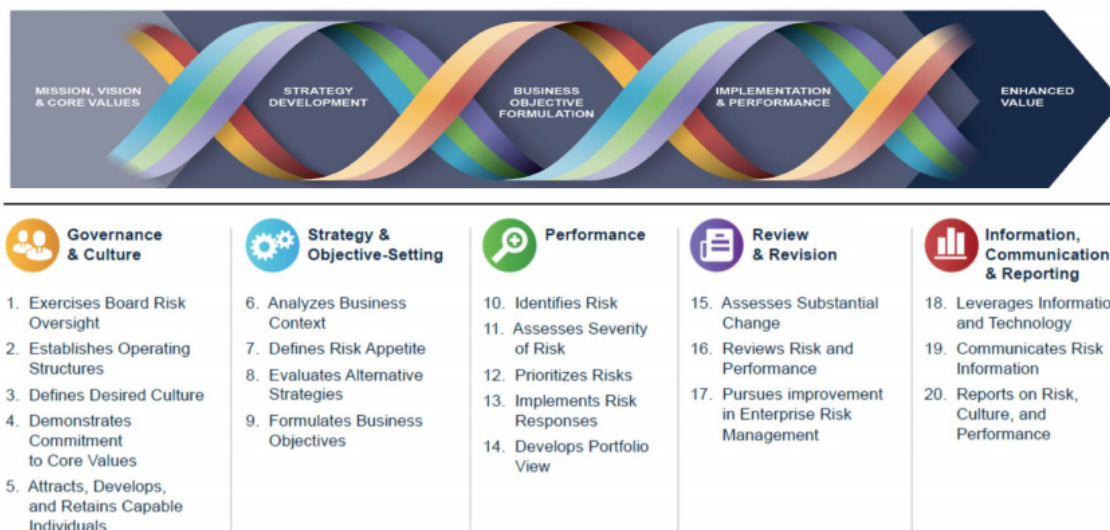 MISSION, VISION
& CORE VALUES
STRATEGY
DEVELOPMENT
BUSINESS
OBJECTIVE
FORMULATION
IMPLEMENTATION
& PERFORMANCE
ENHANCED
VALUE
Governance
& Culture
1. Exercises Board Risk
Oversight
2. Establishes Operating
Structures
3. Defines Desired Culture
4. Demonstrates
Commitment
to Core Values
5. Attracts, Develops,
and Retains Capable
Individuals
Strategy &
Objective-Setting
6. Analyzes Business
Context
7. Defines Risk Appetite
8. Evaluates Alternative
Strategies
9. Formulates Business
Objectives
Performance
10. Identifies Risk
11. Assesses Severity
of Risk
12. Prioritizes Risks
13. Implements Risk
Responses
14. Develops Portfolio
View
Review
& Revision
15. Assesses Substantial
Change
16. Reviews Risk and
Performance
17. Pursues improvement
in Enterprise Risk
Management
Information,
Communication
& Reporting
18. Leverages Informatio
and Technology
19. Communicates Risk
Information
20. Reports on Risk,
Culture, and
Performance